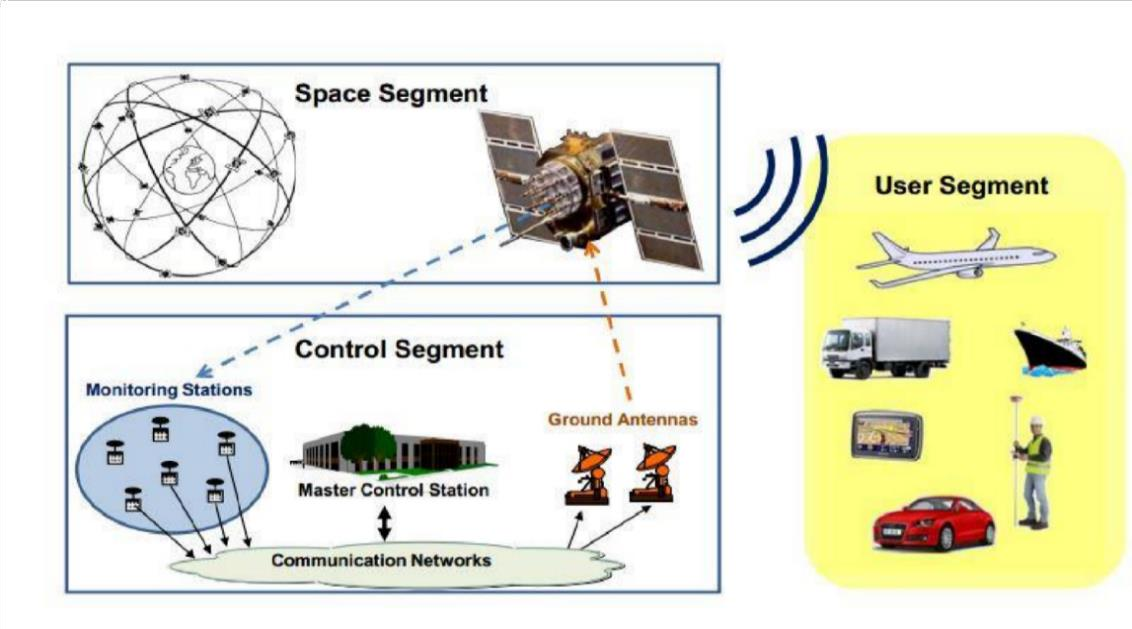 Space Segment
User Segment
Control Segment
Monitoring Stations
Ground Antennas
Master Control Station
Communication Networks